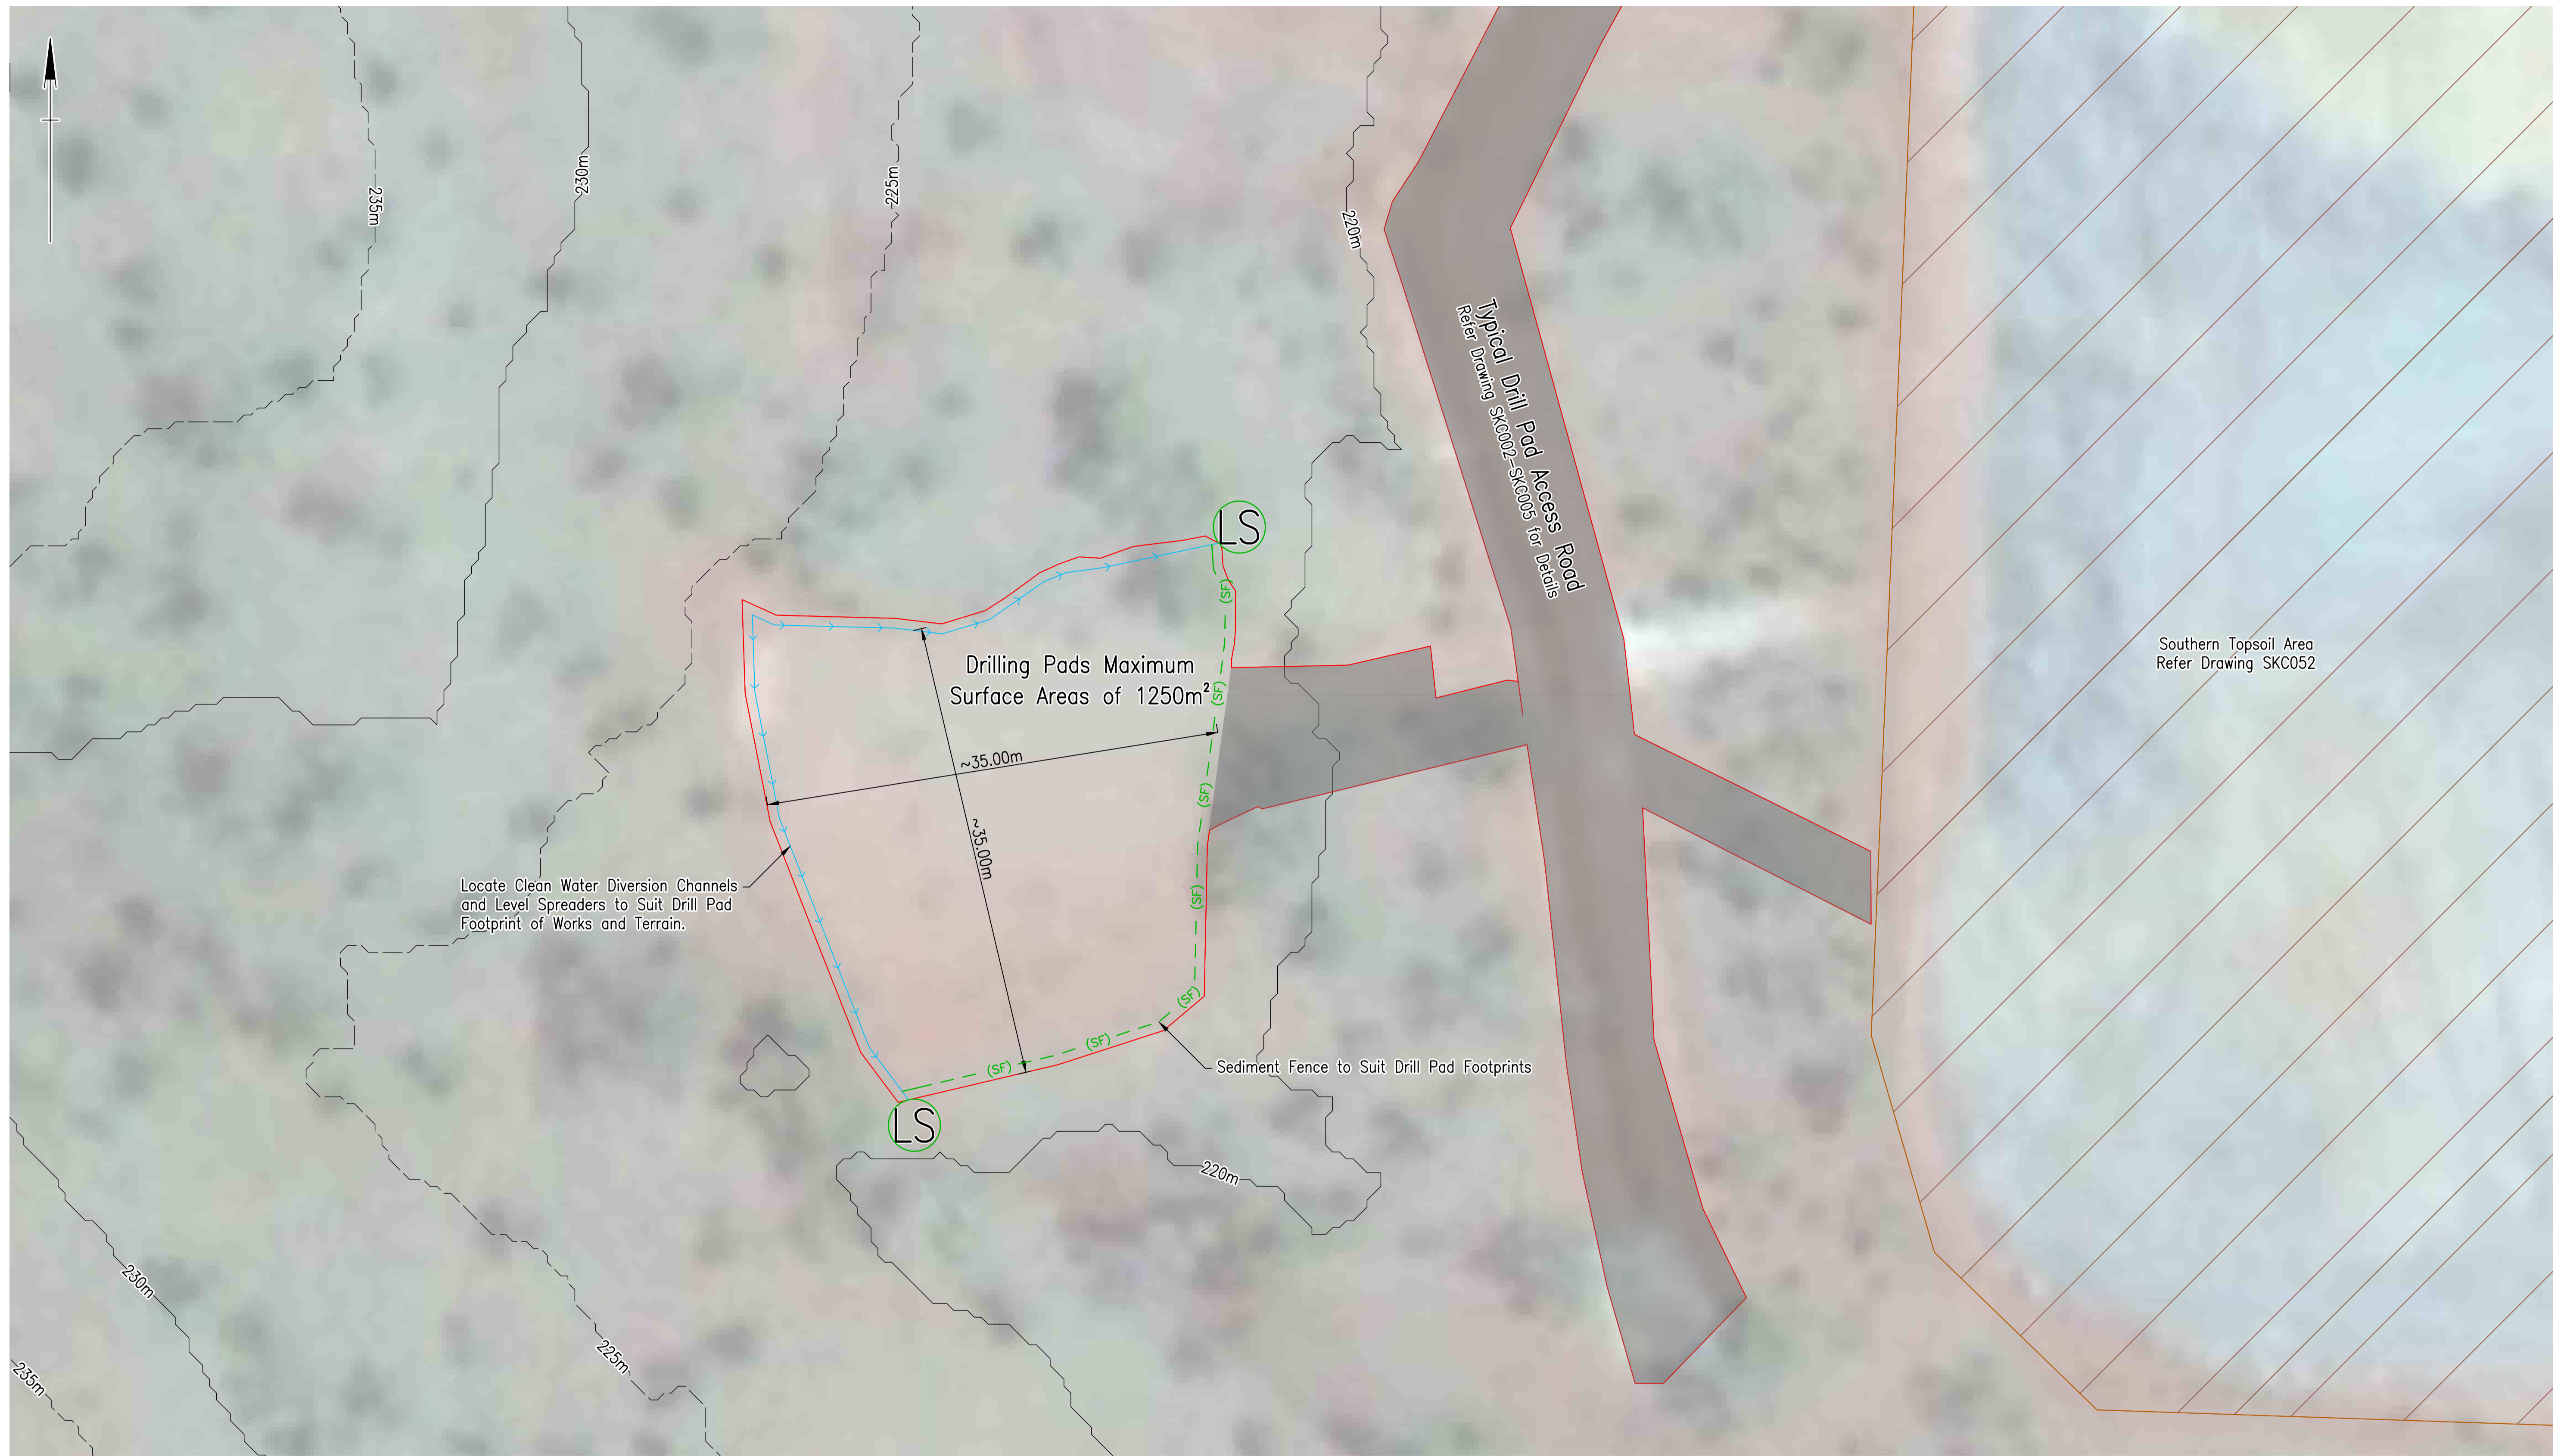 235m
230m
225m
220m
Typical Drill Pad Access Road
Refer Drawing SKC002-SKC005 for Details
LS
(SF)
Drilling Pads Maximum
Surface Areas of 1250m²
(SF)
Southern Topsoil Area
Refer Drawing SKC052
~35.00m
(SF)
~35.00m
Locate Clean Water Diversion Channels
and Level Spreaders to Suit Drill Pad
Footprint of Works and Terrain.
(SF)
(SF)
(SF)
(SF)
Sediment Fence to Suit Drill Pad Footprints
LS
220m
230m
225m
235m